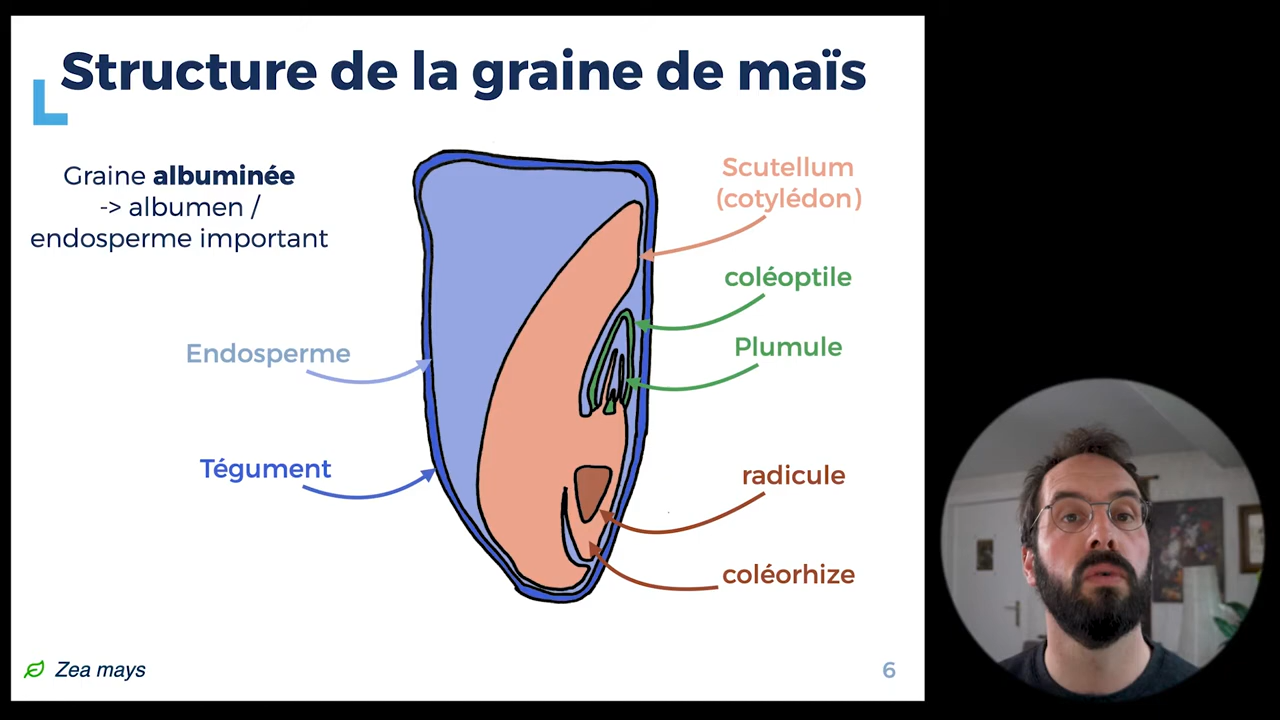 Structure de la graine de maïs
Graine albuminée
-> albumen /
endosperme important
Scutellum
(cotylédon)
coléoptile
Plumule
Endosperme
Tégument
radicule
coléorhize
Zea mays
6